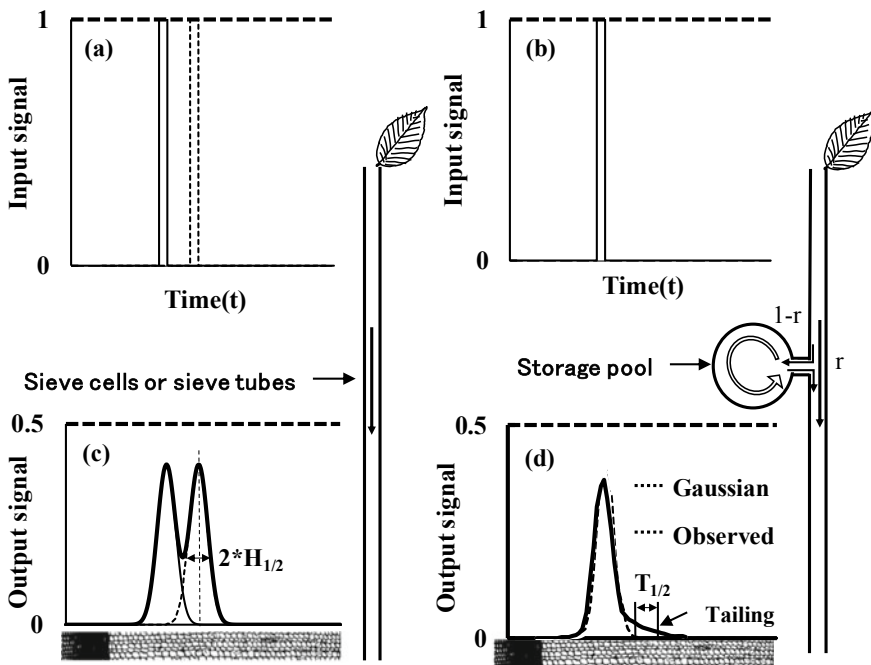 1
(a)
Input signal
0
Time(t)
Sieve cells or sieve tubes
0.5
(c)
Output signal
2*H1/2
0
1
(b)
Input signal
0
Time(t)
1-r
Storage pool
r
0.5
(d)
Gaussian
Observed
Output signal
T1/2
Tailing
0